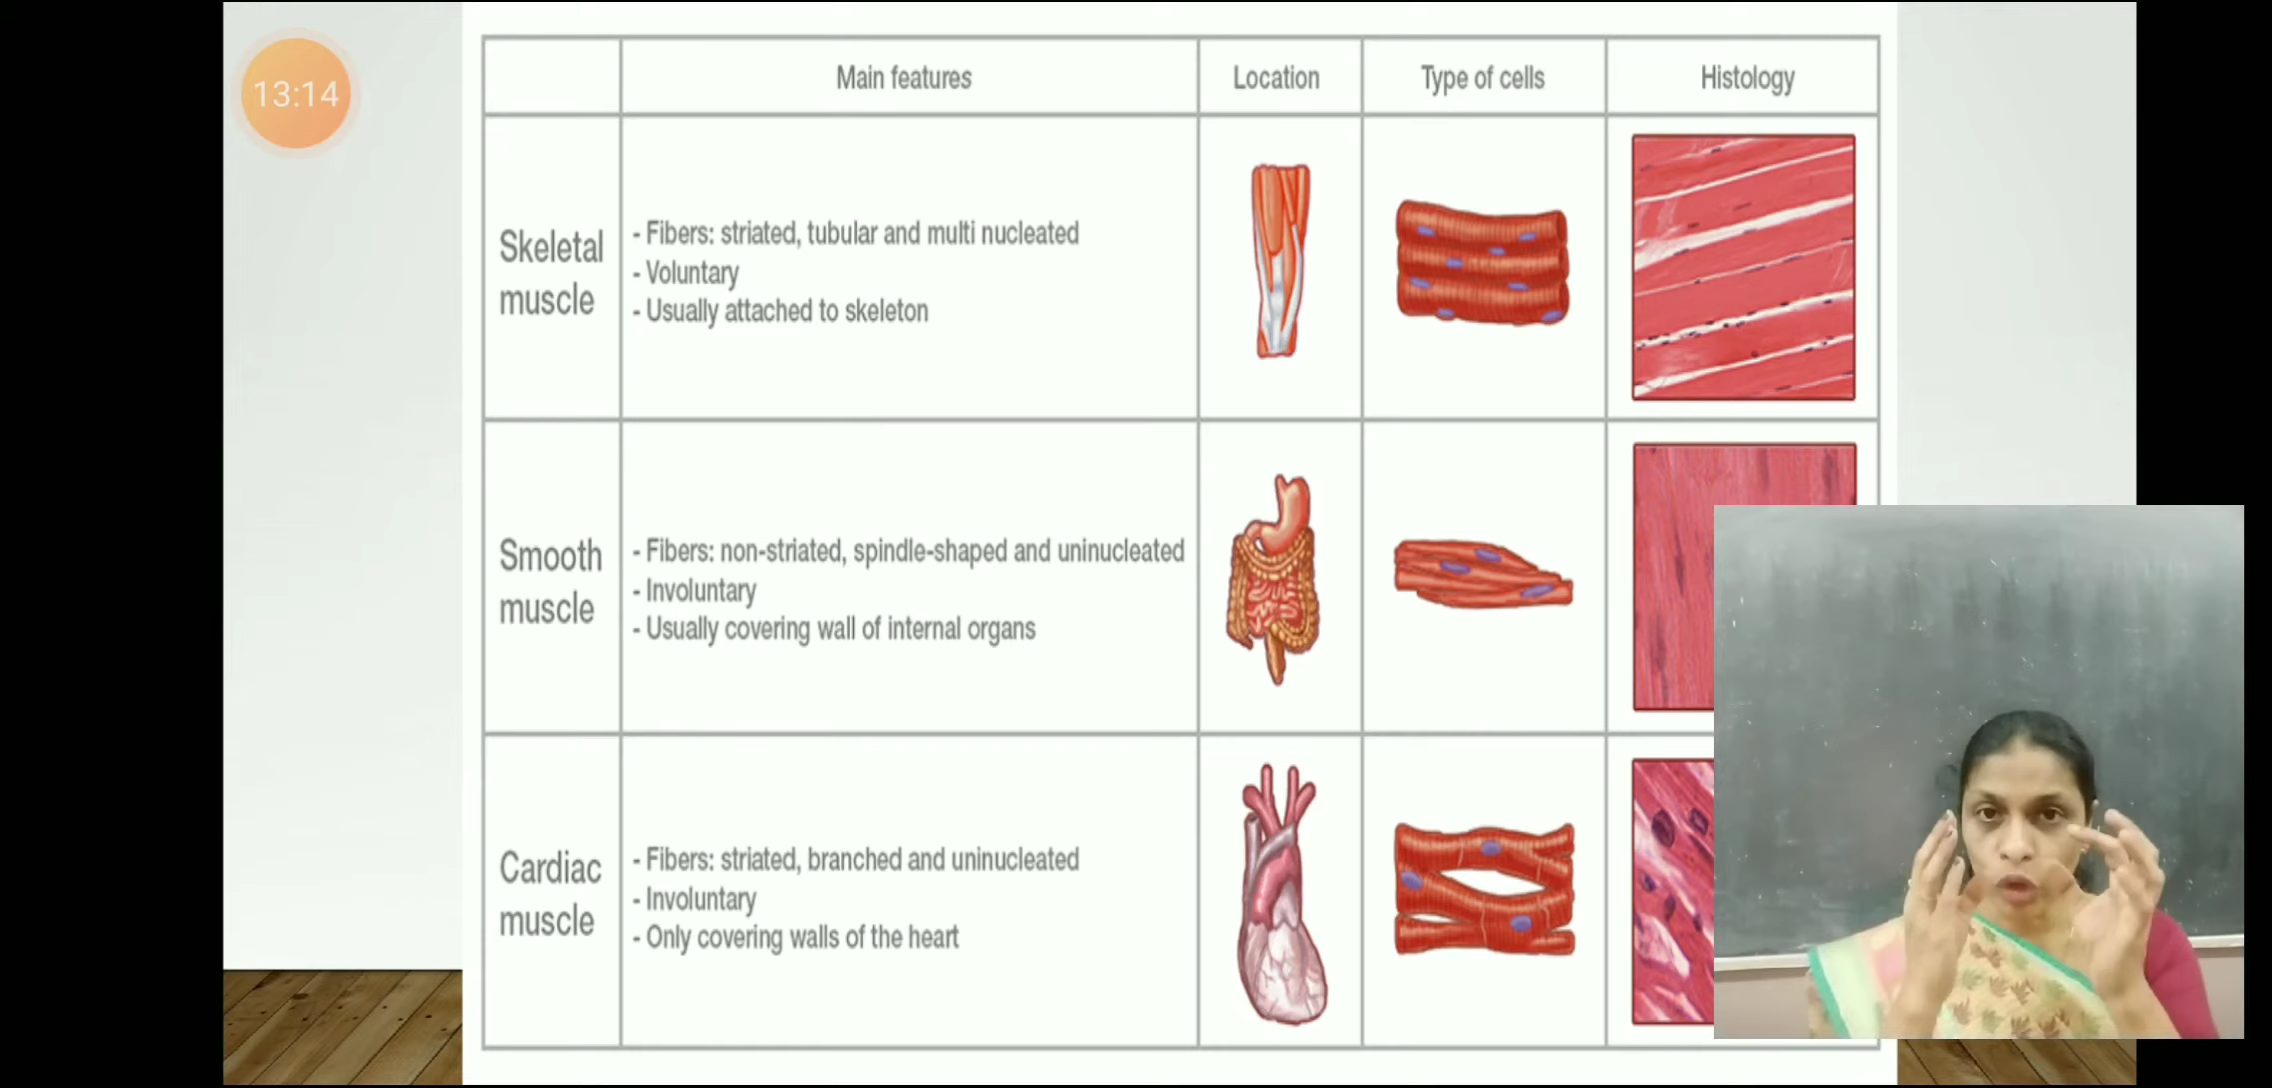 13:14
Main features
Location
Type of cells
Histology
Skeletal
muscle
- Fibers: striated, tubular and multi nucleated
- Voluntary
- Usually attached to skeleton
Smooth
muscle
- Fibers: non-striated, spindle-shaped and uninucleated
- Involuntary
- Usually covering wall of internal organs
Cardiac
muscle
- Fibers: striated, branched and uninucleated
- Involuntary
- Only covering walls of the heart